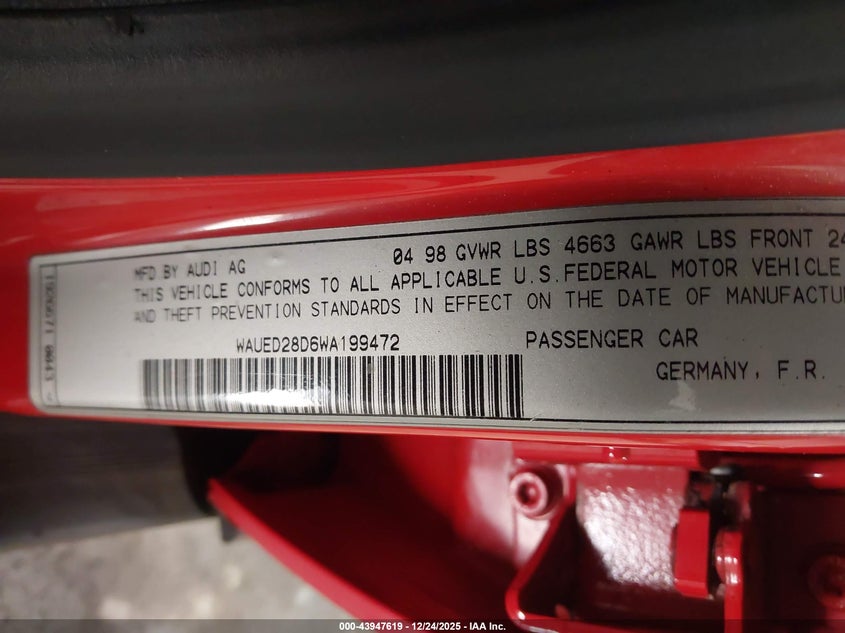 MFD BY AUDI AG
04 98 GVWR LBS 4663 GAWR LBS FRONT 24
THIS VEHICLE CONFORMS TO ALL APPLICABLE U.S.FEDERAL MOTOR VEHICLE
AND THEFT PREVENTION STANDARDS IN EFFECT ON THE DATE OF MANUFACTU
WAUED28D6WA199472
PASSENGER CAR
GERMANY, F.R.
000-43947619 - 12/24/2025 - IAA Inc.